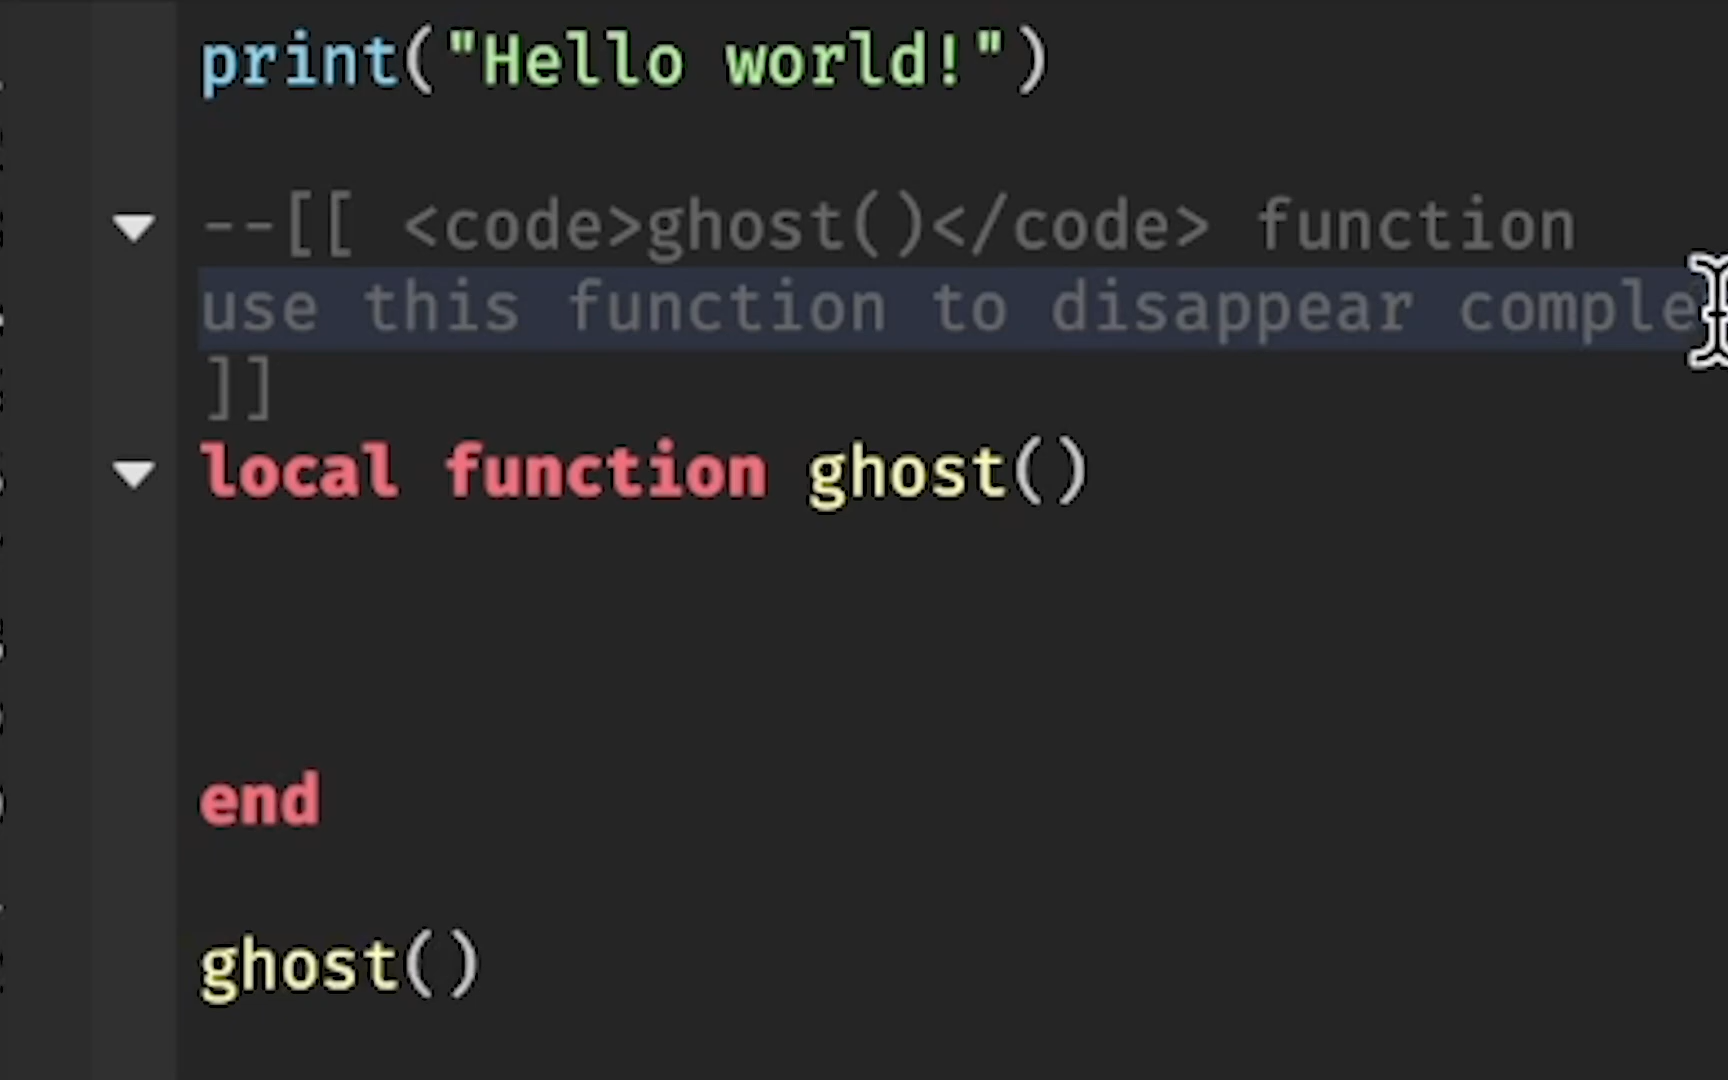 print("Hello world!")
--[[ <code>ghost()</code> function
use this function to disappear comple
]]
local function ghost()
end
ghost()